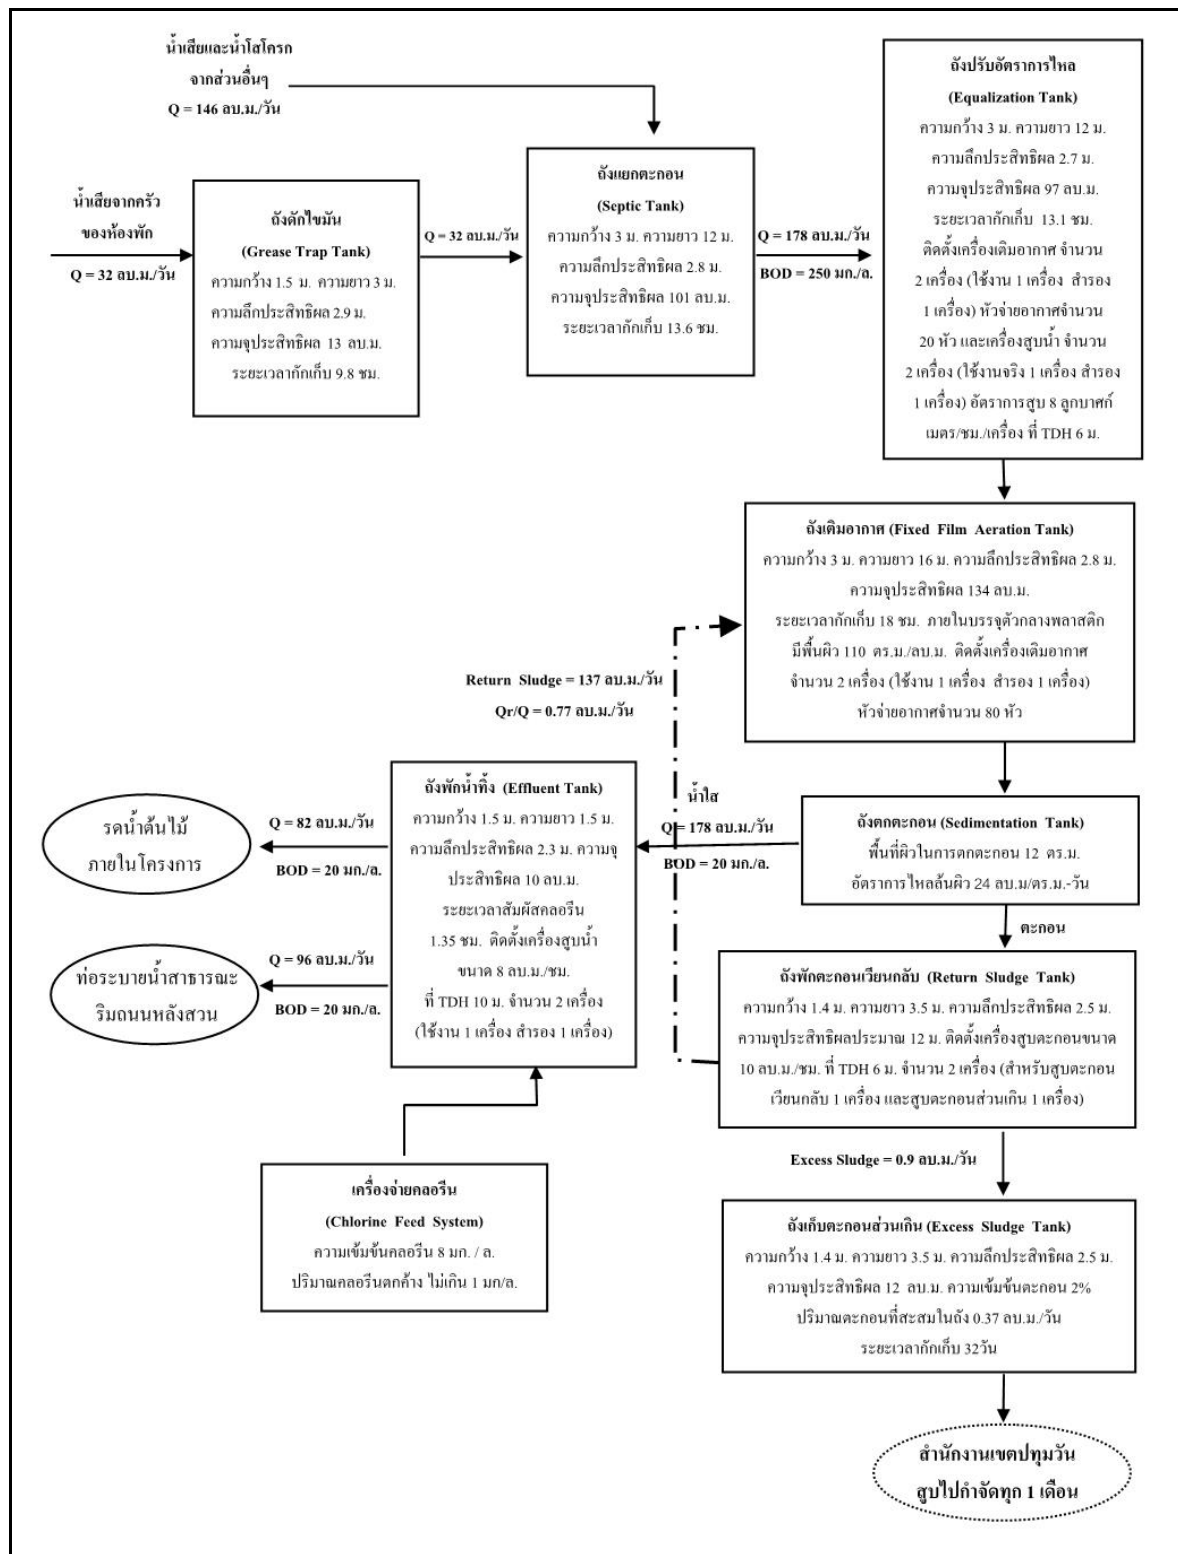 น้ำเสียและน้ำโสโครก
จากส่วนอื่นๆ
Q = 146 ลบ.ม./วัน
น้ำเสียจากครัว
ของห้องพัก
Q = 32 ลบ.ม./วัน
ถังดักไขมัน
(Grease Trap Tank)
ความกว้าง 1.5 ม. ความยาว 3 ม.
ความลึกประสิทธิผล 2.9 ม.
ความจุประสิทธิผล 13 ลบ.ม.
ระยะเวลากักเก็บ 9.8 ชม.
Q = 32 ลบ.ม./วัน
ถังแยกตะกอน
(Septic Tank)
ความกว้าง 3 ม. ความยาว 12 ม.
ความลึกประสิทธิผล 2.8 ม.
ความจุประสิทธิผล 101 ลบ.ม.
ระยะเวลากักเก็บ 13.6 ชม.
Q = 178 ลบ.ม./วัน
BOD = 250 มก./ล.
ถังปรับอัตราการไหล
(Equalization Tank)
ความกว้าง 3 ม. ความยาว 12 ม.
ความลึกประสิทธิผล 2.7 ม.
ความจุประสิทธิผล 97 ลบ.ม.
ระยะเวลากักเก็บ 13.1 ชม.
ติดตั้งเครื่องเติมอากาศ จำนวน
2 เครื่อง (ใช้งาน 1 เครื่อง สำรอง
1 เครื่อง) หัวจ่ายอากาศจำนวน
20 หัว และเครื่องสูบน้ำ จำนวน
2 เครื่อง (ใช้งานจริง 1 เครื่อง สำรอง
1 เครื่อง) อัตราการสูบ 8 ลูกบาศก์
เมตร/ชม./เครื่อง ที่ TDH 6 ม.
ถังเติมอากาศ (Fixed Film Aeration Tank)
ความกว้าง 3 ม. ความยาว 16 ม. ความลึกประสิทธิผล 2.8 ม.
ความจุประสิทธิผล 134 ลบ.ม.
ระยะเวลากักเก็บ 18 ชม. ภายในบรรจุตัวกลางพลาสติก
มีพื้นผิว 110 ตร.ม./ลบ.ม. ติดตั้งเครื่องเติมอากาศ
จำนวน 2 เครื่อง (ใช้งาน 1 เครื่อง สำรอง 1 เครื่อง)
หัวจ่ายอากาศจำนวน 80 หัว
Return Sludge = 137 ลบ.ม./วัน
Qr/Q = 0.77 ลบ.ม./วัน
ถังตกตะกอน (Sedimentation Tank)
พื้นที่ผิวในการตกตะกอน 12 ตร.ม.
อัตราการไหลล้นผิว 24 ลบ.ม/ตร.ม.-วัน
น้ำใส
Q = 178 ลบ.ม./วัน
BOD = 20 มก./ล.
ถังพักน้ำทิ้ง (Effluent Tank)
ความกว้าง 1.5 ม. ความยาว 1.5 ม.
ความลึกประสิทธิผล 2.3 ม. ความจุ
ประสิทธิผล 10 ลบ.ม.
ระยะเวลาสัมผัสคลอรีน
1.35 ชม. ติดตั้งเครื่องสูบน้ำ
ขนาด 8 ลบ.ม./ชม.
ที่ TDH 10 ม. จำนวน 2 เครื่อง
(ใช้งาน 1 เครื่อง สำรอง 1 เครื่อง)
Q = 82 ลบ.ม./วัน
BOD = 20 มก./ล.
รดน้ำต้นไม้
ภายในโครงการ
Q = 96 ลบ.ม./วัน
BOD = 20 มก./ล.
ท่อระบายน้ำสาธารณะ
ริมถนนหลังสวน
ตะกอน
ถังพักตะกอนเวียนกลับ (Return Sludge Tank)
ความกว้าง 1.4 ม. ความยาว 3.5 ม. ความลึกประสิทธิผล 2.5 ม.
ความจุประสิทธิผลประมาณ 12 ม. ติดตั้งเครื่องสูบตะกอนขนาด
10 ลบ.ม./ชม. ที่ TDH 6 ม. จำนวน 2 เครื่อง (สำหรับสูบตะกอน
เวียนกลับ 1 เครื่อง และสูบตะกอนส่วนเกิน 1 เครื่อง)
เครื่องจ่ายคลอรีน
(Chlorine Feed System)
ความเข้มข้นคลอรีน 8 มก. / ล.
ปริมาณคลอรีนตกค้าง ไม่เกิน 1 มก/ล.
Excess Sludge = 0.9 ลบ.ม./วัน
ถังเก็บตะกอนส่วนเกิน (Excess Sludge Tank)
ความกว้าง 1.4 ม. ความยาว 3.5 ม. ความลึกประสิทธิผล 2.5 ม.
ความจุประสิทธิผล 12 ลบ.ม. ความเข้มข้นตะกอน 2%
ปริมาณตะกอนที่สะสมในถัง 0.37 ลบ.ม./วัน
ระยะเวลากักเก็บ 32วัน
สำนักงานเขตปทุมวัน
สูบไปกำจัดทุก 1 เดือน